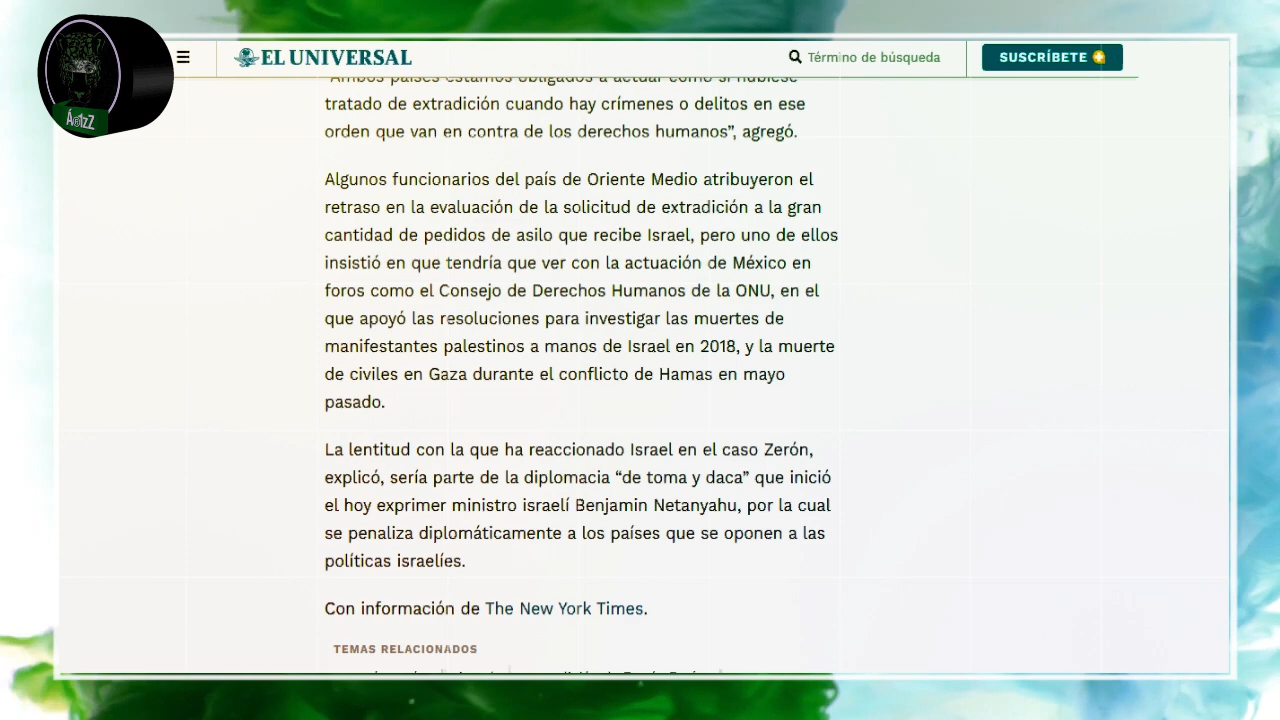 EL UNIVERSAL
Término de búsqueda
SUSCRÍBETE
“Ambos países estamos obligados a actuar como si hubiese
tratado de extradición cuando hay crímenes o delitos en ese
orden que van en contra de los derechos humanos”, agregó.
Algunos funcionarios del país de Oriente Medio atribuyeron el
retraso en la evaluación de la solicitud de extradición a la gran
cantidad de pedidos de asilo que recibe Israel, pero uno de ellos
insistió en que tendría que ver con la actuación de México en
foros como el Consejo de Derechos Humanos de la ONU, en el
que apoyó las resoluciones para investigar las muertes de
manifestantes palestinos a manos de Israel en 2018, y la muerte
de civiles en Gaza durante el conflicto de Hamas en mayo
pasado.
La lentitud con la que ha reaccionado Israel en el caso Zerón,
explicó, sería parte de la diplomacia “de toma y daca” que inició
el hoy exprimer ministro israelí Benjamin Netanyahu, por la cual
se penaliza diplomáticamente a los países que se oponen a las
políticas israelíes.
Con información de The New York Times.
TEMAS RELACIONADOS